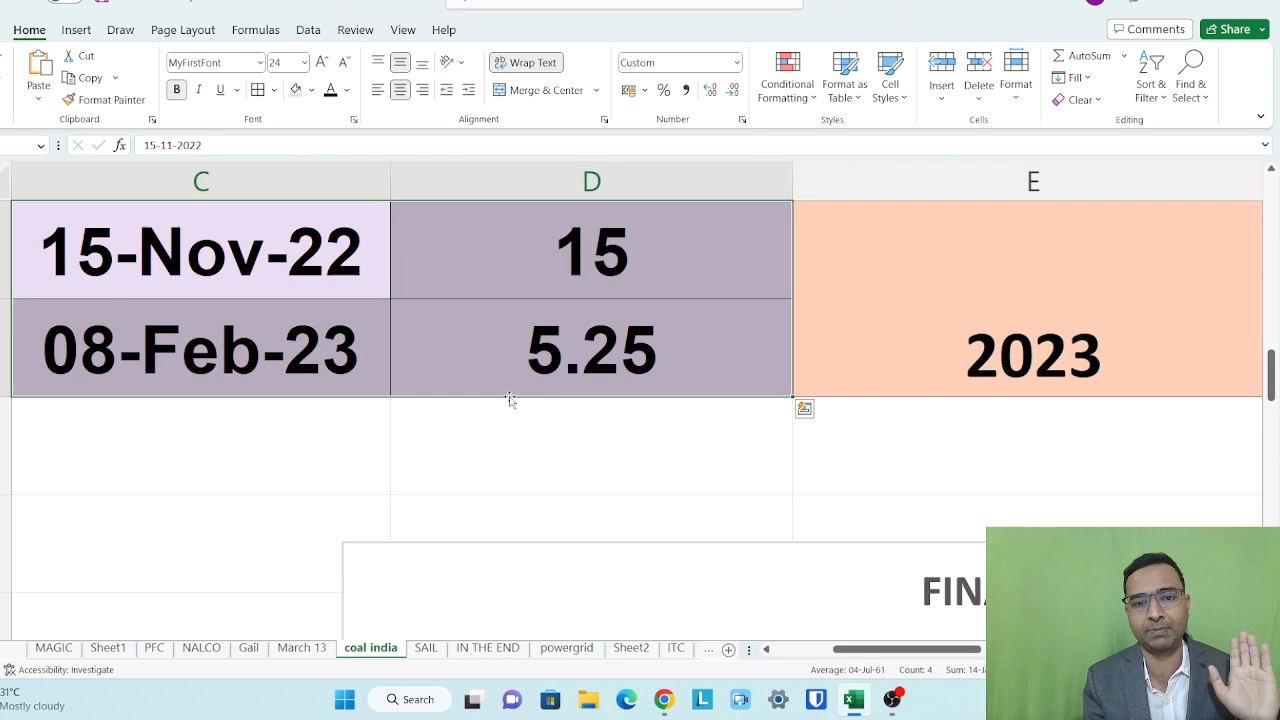 Home Insert Draw Page Layout Formulas Data Review View Help Comments Share
Paste
Cut
Copy
Format Painter
Clipboard
MyFirstFont 24
B I U
Font
Wrap Text
Merge & Center
Alignment
Custom
Number
Conditional Formatting
Format as Table
Cell Styles
Styles
Insert Delete Format
Cells
AutoSum
Fill
Clear
Sort & Filter
Find & Select
Editing
fx 15-11-2022
C D E
15-Nov-22 15
08-Feb-23 5.25 2023
FIN
MAGIC Sheet1 PFC NALCO Gail March 13 coal india SAIL IN THE END powergrid Sheet2 ITC ...
Accessibility: Investigate Average: 04-Jul-61 Count: 4 Sum: 14-
31°C
Mostly cloudy
Search